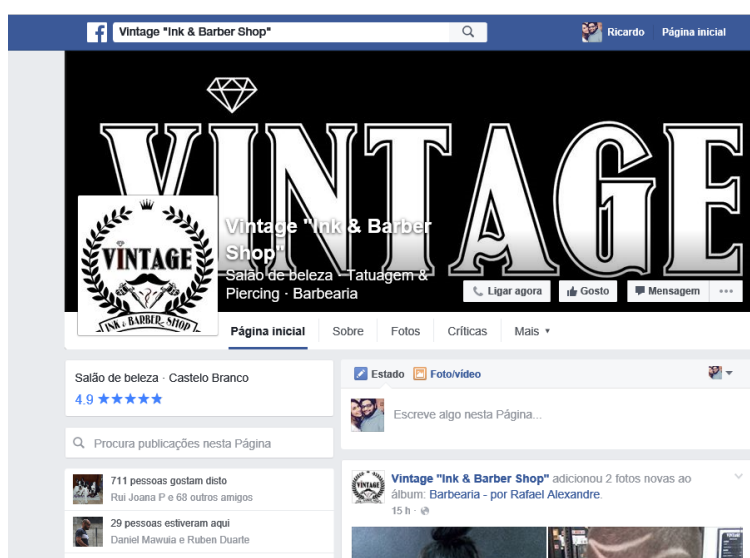 Vintage "Ink & Barber Shop"
Ricardo
Página inicial
VINTAGE
VINTAGE
INK & BARBER SHOP
Vintage "Ink & Barber
Shop"
Salão de beleza · Tatuagem &
Piercing · Barbearia
Ligar agora
Gosto
Mensagem
Página inicial
Sobre
Fotos
Críticas
Mais
Salão de beleza · Castelo Branco
4.9
Procura publicações nesta Página
711 pessoas gostam disto
Rui Joana P e 68 outros amigos
29 pessoas estiveram aqui
Daniel Mawuia e Ruben Duarte
Estado
Foto/vídeo
Escreve algo nesta Página...
VINTAGE
Vintage "Ink & Barber Shop" adicionou 2 fotos novas ao
álbum: Barbearia - por Rafael Alexandre.
15 h ·